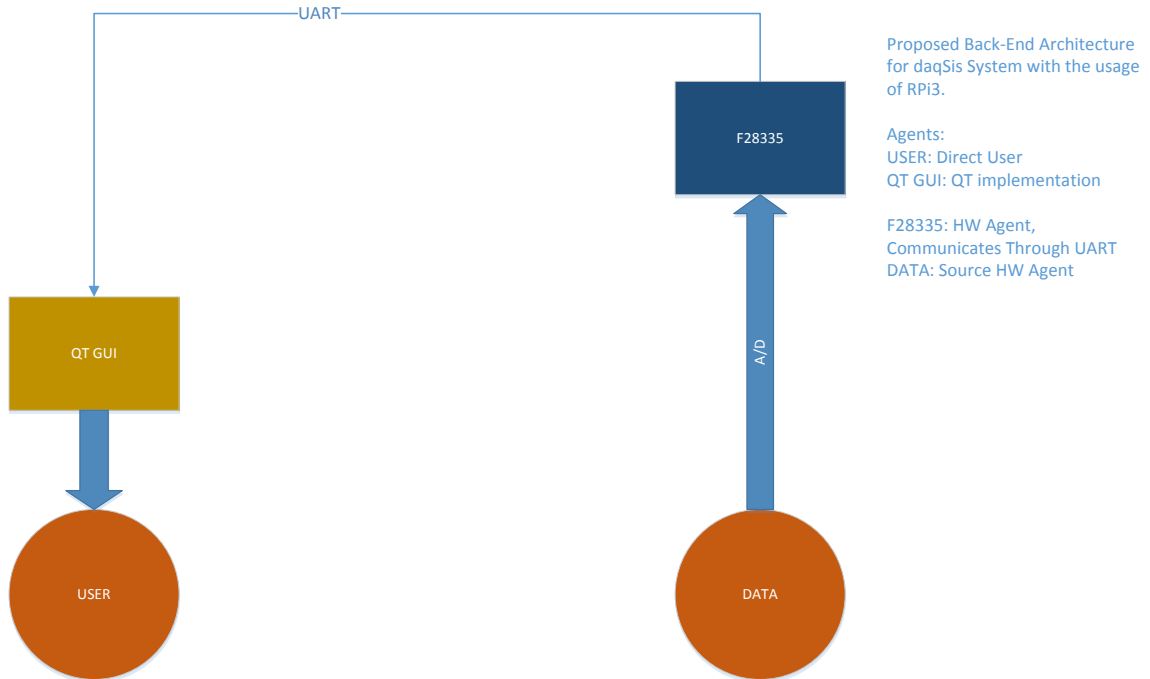 UART
Proposed Back-End Architecture
for daqSis System with the usage
of RPi3.
Agents:
USER: Direct User
QT GUI: QT implementation
F28335: HW Agent,
Communicates Through UART
DATA: Source HW Agent
F28335
QT GUI
A/D
USER
DATA